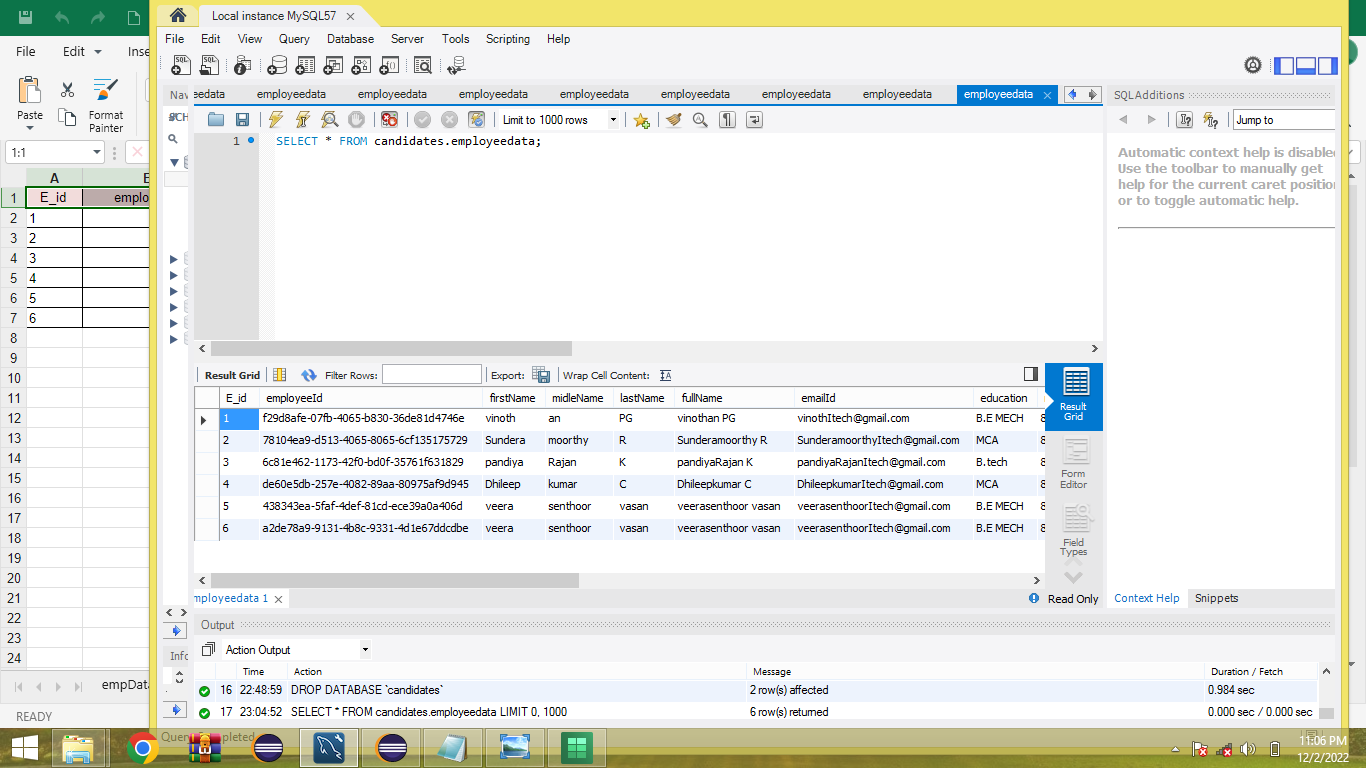 Local instance MySQL57
File Edit View Query Database Server Tools Scripting Help
File Edit Inse
Paste
Format
Painter
1:1
A
1 E_id emplo
2 1
3 2
4 3
5 4
6 5
7 6
8
9
10
11
12
13
14
15
16
17
18
19
20
21
22
23
24
empData
READY
Nav
SCH
Info
eedata employeedata employeedata employeedata employeedata employeedata employeedata employeedata employeedata
Limit to 1000 rows
1 SELECT * FROM candidates.employeedata;
SQLAdditions
Jump to
Automatic context help is disabled
Use the toolbar to manually get
help for the current caret position
or to toggle automatic help.
Result Grid Filter Rows: Export: Wrap Cell Content:
E_id employeeId firstName midleName lastName fullName emailId education
1 f29d8afe-07fb-4065-b830-36de81d4746e vinoth an PG vinothan PG vinothItech@gmail.com B.E MECH 8
2 78104ea9-d513-4065-8065-6cf135175729 Sundera moorthy R Sunderamoorthy R SunderamoorthyItech@gmail.com MCA 8
3 6c81e462-1173-42f0-bd0f-35761f631829 pandiya Rajan K pandiyaRajan K pandiyaRajanItech@gmail.com B.tech 8
4 de60e5db-257e-4082-89aa-80975af9d945 Dhileep kumar C Dhileepkumar C DhileepkumarItech@gmail.com MCA 8
5 438343ea-5faf-4def-81cd-ece39a0a406d veera senthoor vasan veerasenthoor vasan veerasenthoorItech@gmail.com B.E MECH 8
6 a2de78a9-9131-4b8c-9331-4d1e67ddcdbe veera senthoor vasan veerasenthoor vasan veerasenthoorItech@gmail.com B.E MECH 8
Result
Grid
Form
Editor
Field
Types
mployeedata 1
Read Only
Context Help Snippets
Output
Action Output
Time Action Message Duration / Fetch
16 22:48:59 DROP DATABASE `candidates` 2 row(s) affected 0.984 sec
17 23:04:52 SELECT * FROM candidates.employeedata LIMIT 0, 1000 6 row(s) returned 0.000 sec / 0.000 sec
11:06 PM
12/2/2022